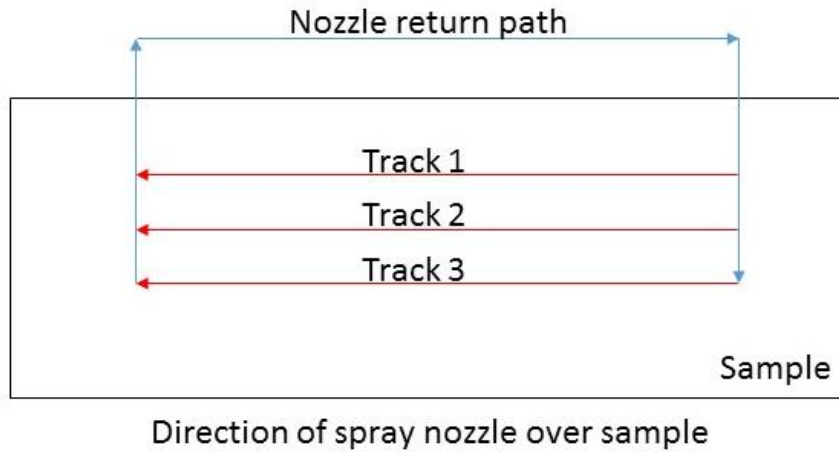 Nozzle return path
Track 1
Track 2
Track 3
Sample
Direction of spray nozzle over sample